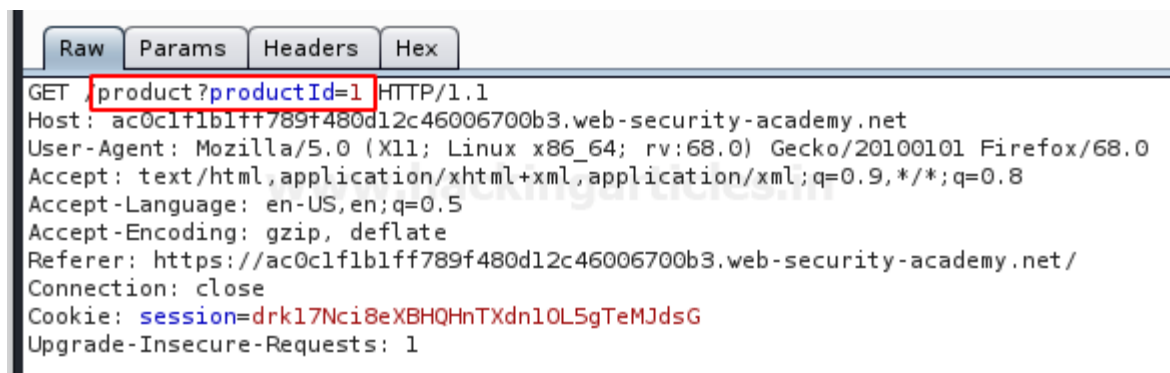 Raw Params Headers Hex
GET /product?productId=1 HTTP/1.1
Host: ac0c1f1b1ff789f480d12c46006700b3.web-security-academy.net
User-Agent: Mozilla/5.0 (X11; Linux x86_64; rv:68.0) Gecko/20100101 Firefox/68.0
Accept: text/html,application/xhtml+xml,application/xml;q=0.9,*/*;q=0.8
www.hackingarticles.in
Accept-Language: en-US,en;q=0.5
Accept-Encoding: gzip, deflate
Referer: https://ac0c1f1b1ff789f480d12c46006700b3.web-security-academy.net/
Connection: close
Cookie: session=drk17Nci8eXBHQHnTXdn1OL5gTeMJdsG
Upgrade-Insecure-Requests: 1